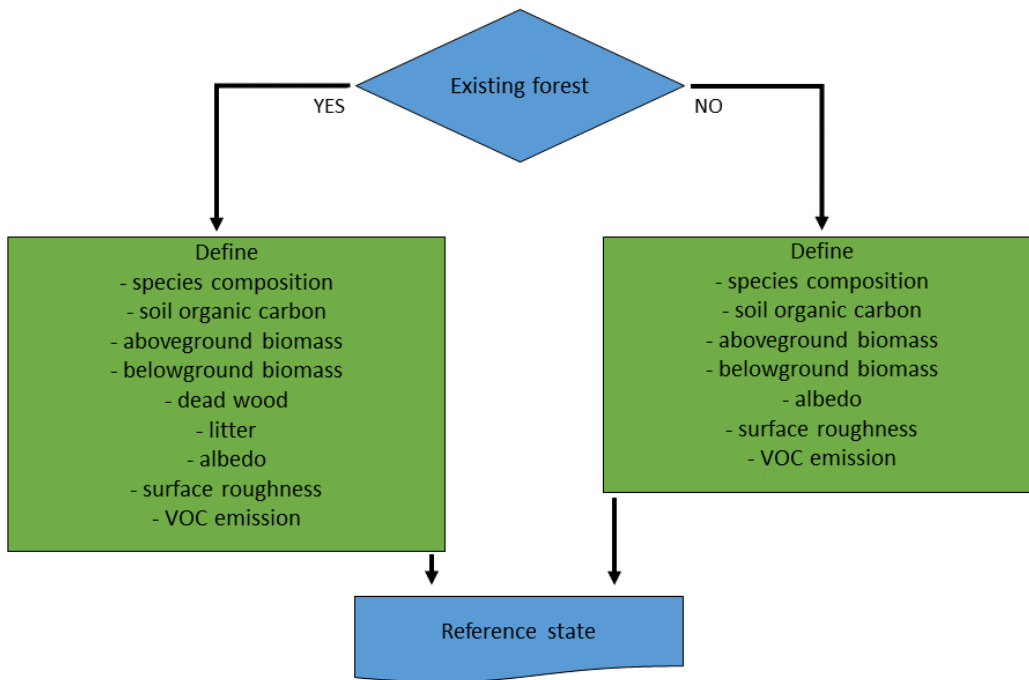 Existing forest
YES
NO
Define
- species composition
- soil organic carbon
- aboveground biomass
- belowground biomass
- dead wood
- litter
- albedo
- surface roughness
- VOC emission
Define
- species composition
- soil organic carbon
- aboveground biomass
- belowground biomass
- albedo
- surface roughness
- VOC emission
Reference state